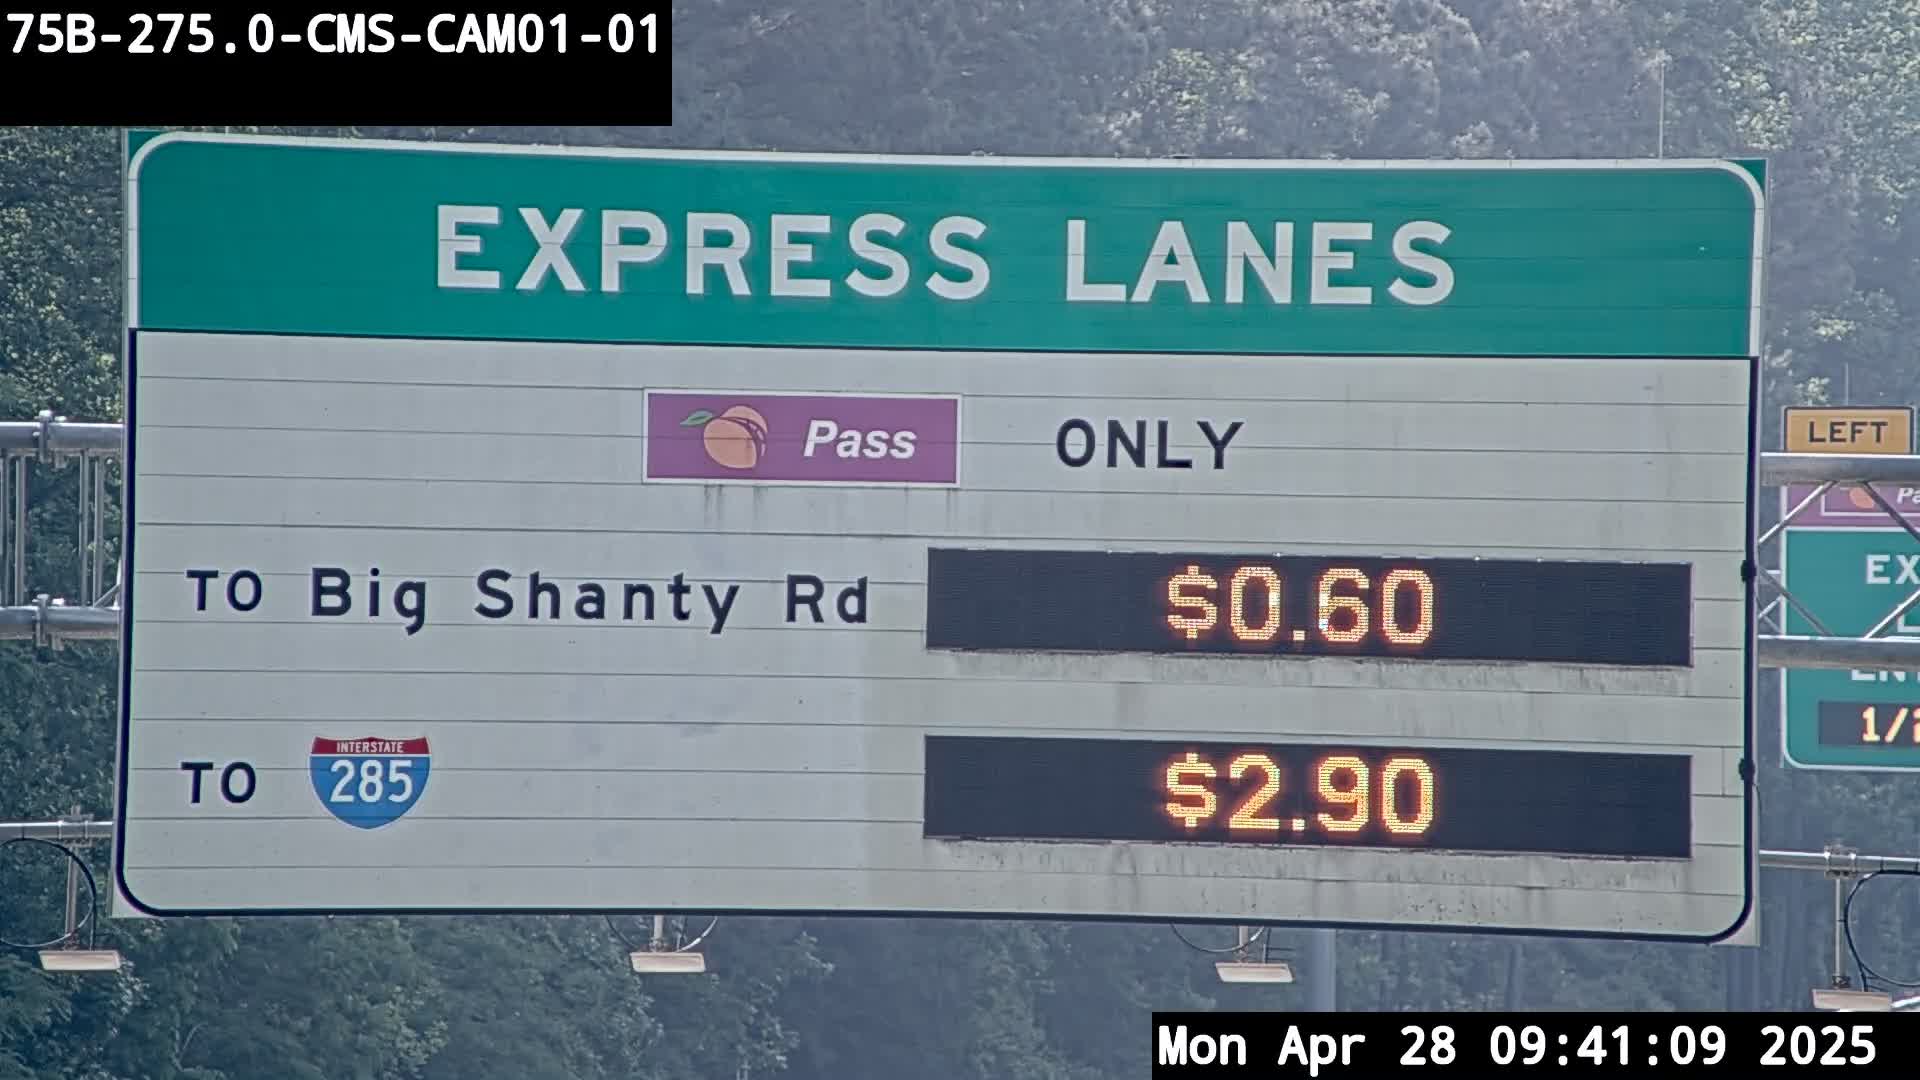 75B-275.0-CMS-CAM01-01
EXPRESS LANES
Pass ONLY
LEFT
TO Big Shanty Rd $0.60
TO INTERSTATE 285 $2.90
Mon Apr 28 09:41:09 2025